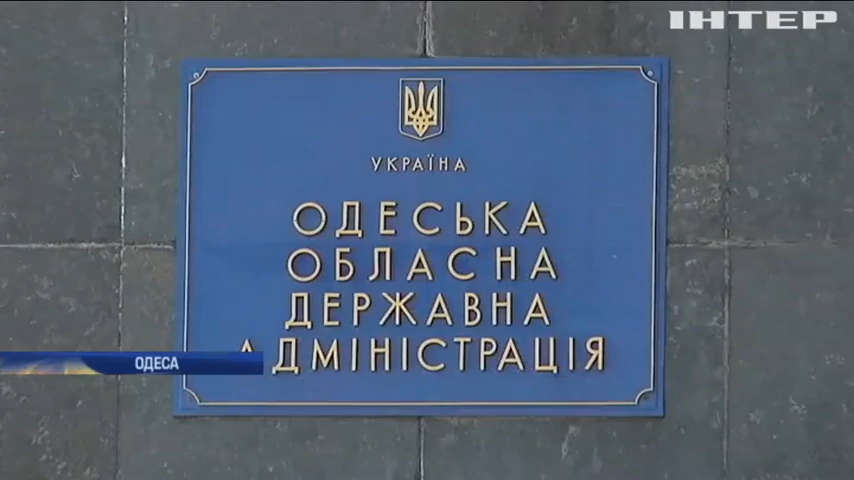 ІНТЕР
УКРАЇНА
ОДЕСЬКА
ОБЛАСНА
ДЕРЖАВНА
АДМІНІСТРАЦІЯ
ОДЕСА